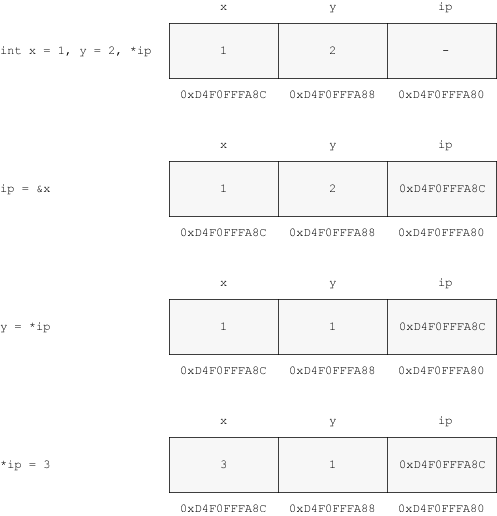 x y ip
int x = 1, y = 2, *ip 1 2 -
0xD4F0FFFA8C 0xD4F0FFFA88 0xD4F0FFFA80
x y ip
ip = &x 1 2 0xD4F0FFFA8C
0xD4F0FFFA8C 0xD4F0FFFA88 0xD4F0FFFA80
x y ip
y = *ip 1 1 0xD4F0FFFA8C
0xD4F0FFFA8C 0xD4F0FFFA88 0xD4F0FFFA80
x y ip
*ip = 3 3 1 0xD4F0FFFA8C
0xD4F0FFFA8C 0xD4F0FFFA88 0xD4F0FFFA80